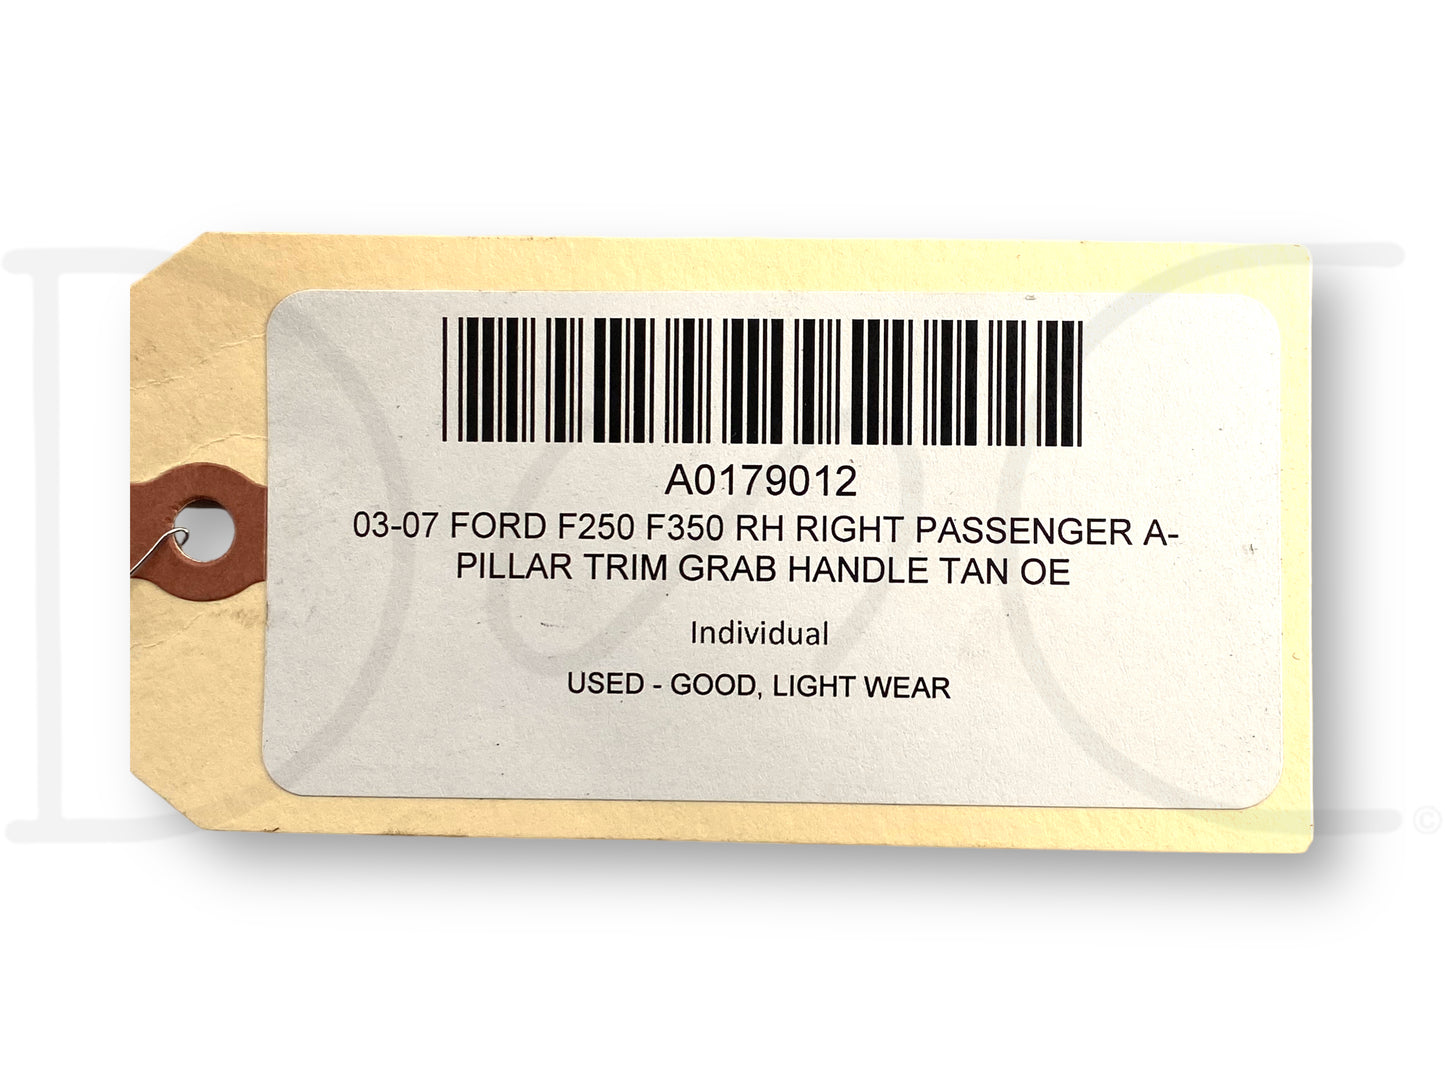 A0179012
03-07 FORD F250 F350 RH RIGHT PASSENGER A-
PILLAR TRIM GRAB HANDLE TAN OE
Individual
USED - GOOD, LIGHT WEAR
©